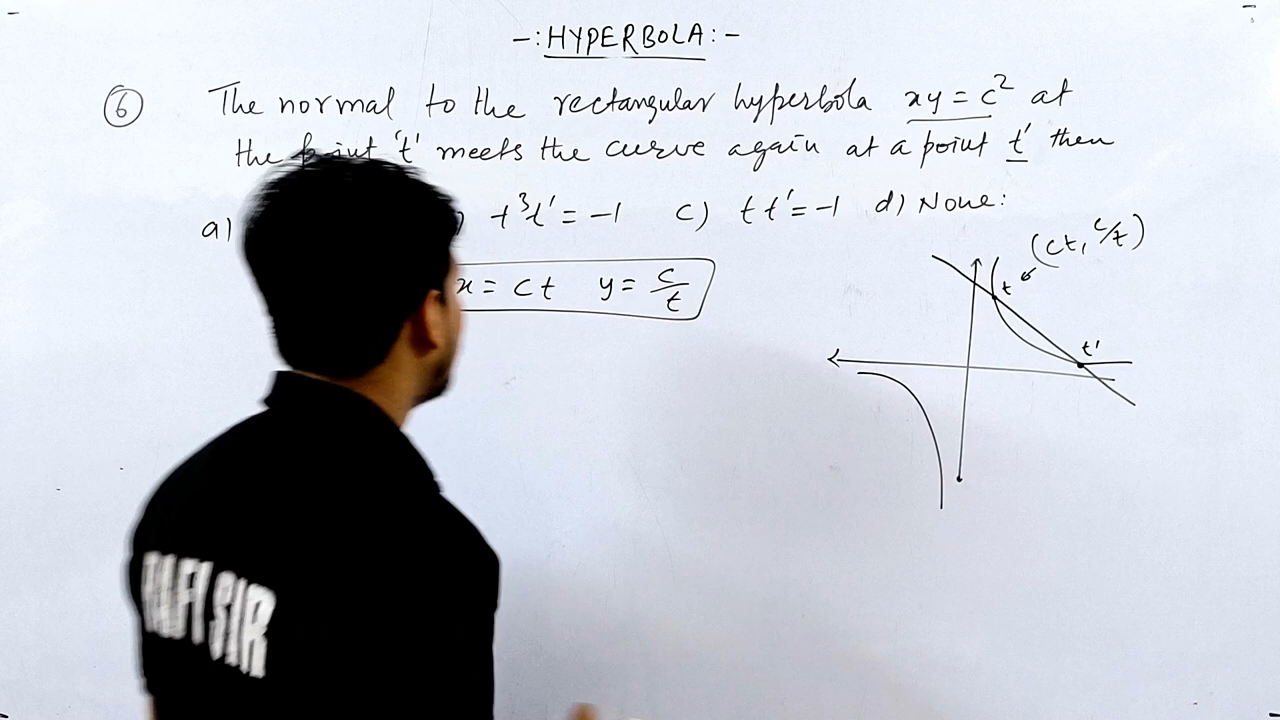 -: HYPERBOLA :-
⑥ The normal to the rectangular hyperbola xy = c² at
the point 't' meets the curve again at a point t' then
a) ) t³t' = -1 c) tt' = -1 d) None:
x = ct y = c/t
(ct, c/t)
t
t'
SIR